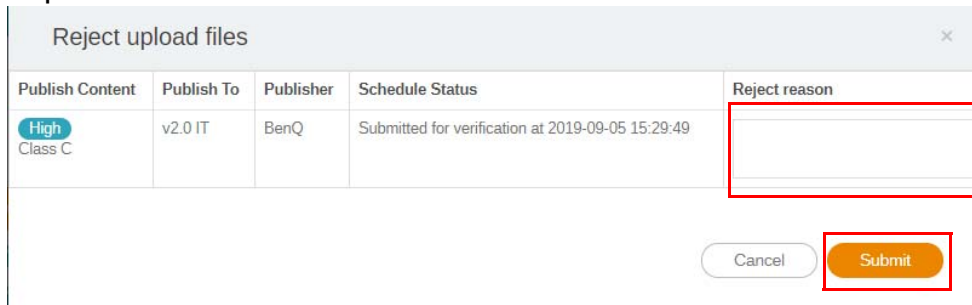 Reject upload files
×
Publish Content Publish To Publisher Schedule Status Reject reason
High v2.0 IT BenQ Submitted for verification at 2019-09-05 15:29:49
Class C
Cancel Submit